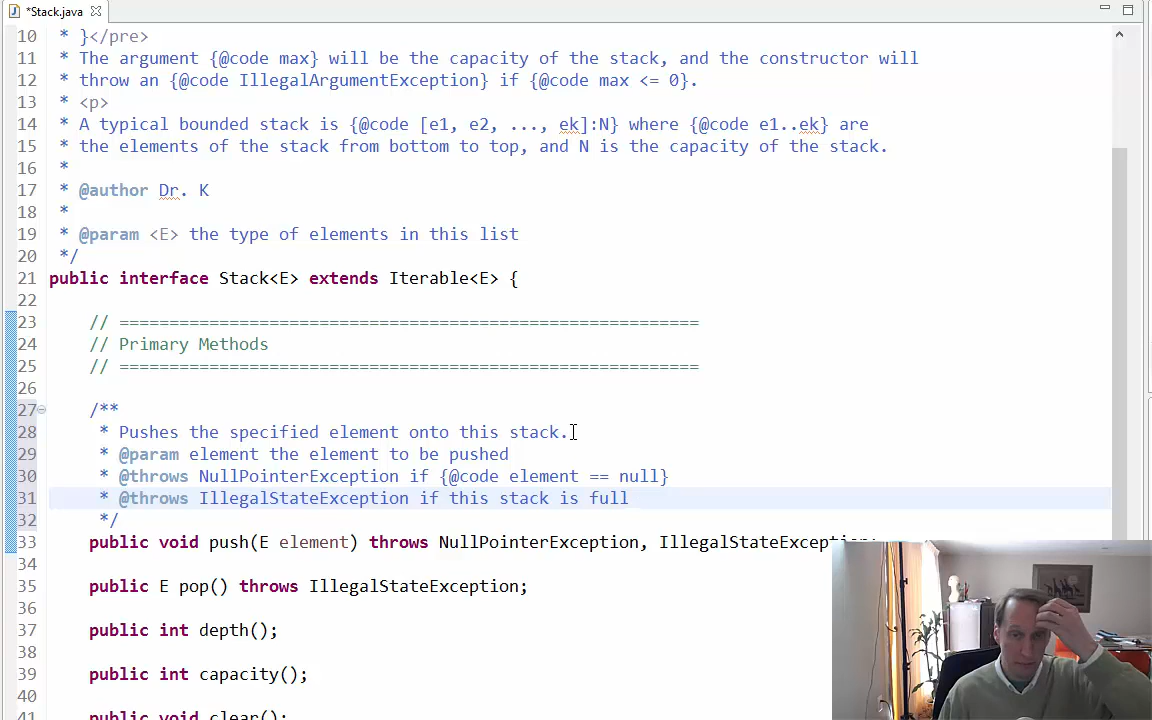 *Stack.java
10 * }</pre>
11 * The argument {@code max} will be the capacity of the stack, and the constructor will
12 * throw an {@code IllegalArgumentException} if {@code max <= 0}.
13 * <p>
14 * A typical bounded stack is {@code [e1, e2, ..., ek]:N} where {@code e1..ek} are
15 * the elements of the stack from bottom to top, and N is the capacity of the stack.
16 *
17 * @author Dr. K
18 *
19 * @param <E> the type of elements in this list
20 */
21 public interface Stack<E> extends Iterable<E> {
22
23 // ==========================================================
24 // Primary Methods
25 // ==========================================================
26
27 /**
28 * Pushes the specified element onto this stack.
29 * @param element the element to be pushed
30 * @throws NullPointerException if {@code element == null}
31 * @throws IllegalStateException if this stack is full
32 */
33 public void push(E element) throws NullPointerException, IllegalStateException;
34
35 public E pop() throws IllegalStateException;
36
37 public int depth();
38
39 public int capacity();
40
41 public void clear();